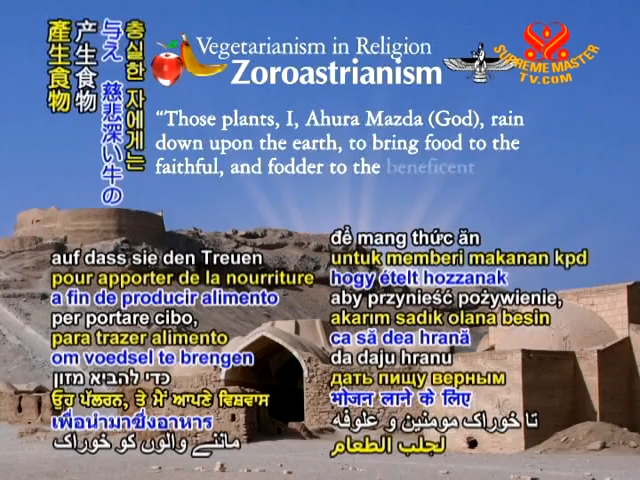 Vegetarianism in Religion
Zoroastrianism
SUPREME MASTER
TV.COM
“Those plants, I, Ahura Mazda (God), rain
down upon the earth, to bring food to the
faithful, and fodder to the beneficent
충실한 자에게는
与え 慈悲深い牛の
产生食物
產生食物
auf dass sie den Treuen
pour apporter de la nourriture
a fin de producir alimento
per portare cibo,
para trazer alimento
om voedsel te brengen
כדי להביא מזון
ਉਹ ਪੱਲਰਨ, ਤੇ ਮੈਂ ਆਪਣੇ ਵਿਸ਼ਵਾਸ
เพื่อนำมาซึ่งอาหาร
ماننے والوں کو خوراک
để mang thức ăn
untuk memberi makanan kpd
hogy ételt hozzanak
aby przynieść pożywienie,
akarım sadık olana besin
ca să dea hrană
da daju hranu
дать пищу верным
भोजन लाने के लिए
تا خوراک مومنین و علوفه
لجلب الطعام